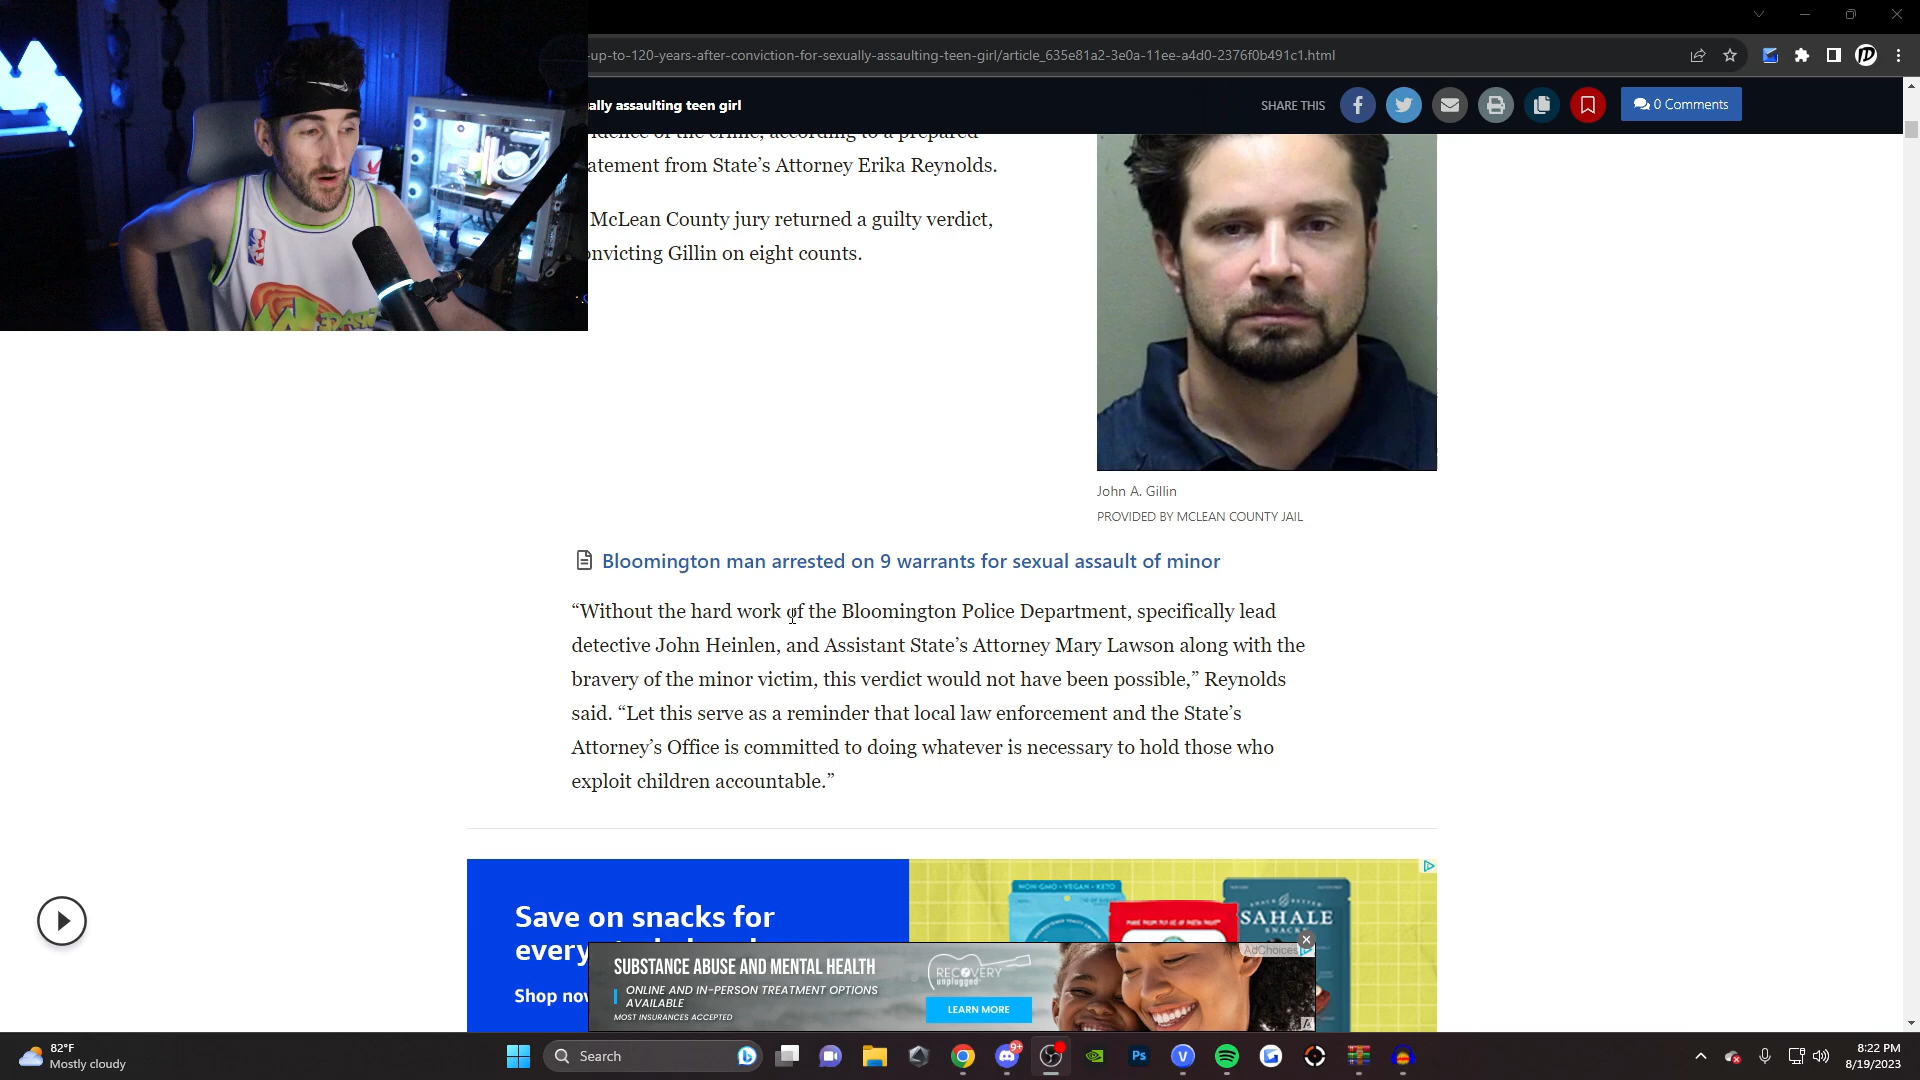 -up-to-120-years-after-conviction-for-sexually-assaulting-teen-girl/article_635e81a2-3e0a-11ee-a4d0-2376f0b491c1.html
ally assaulting teen girl
SHARE THIS
0 Comments
idence of the crime, according to a prepared
atement from State’s Attorney Erika Reynolds.
McLean County jury returned a guilty verdict,
onvicting Gillin on eight counts.
John A. Gillin
PROVIDED BY MCLEAN COUNTY JAIL
Bloomington man arrested on 9 warrants for sexual assault of minor
“Without the hard work of the Bloomington Police Department, specifically lead
detective John Heinlen, and Assistant State’s Attorney Mary Lawson along with the
bravery of the minor victim, this verdict would not have been possible,” Reynolds
said. “Let this serve as a reminder that local law enforcement and the State’s
Attorney’s Office is committed to doing whatever is necessary to hold those who
exploit children accountable.”
Save on snacks for
every
Shop now
NON-GMO • VEGAN • KETO
SAHALE
SNACKS
AdChoices
SUBSTANCE ABUSE AND MENTAL HEALTH
ONLINE AND IN-PERSON TREATMENT OPTIONS
AVAILABLE
MOST INSURANCES ACCEPTED
RECOVERY
unplugged
LEARN MORE
82°F
Mostly cloudy
Search
9+
Ps
8:22 PM
8/19/2023